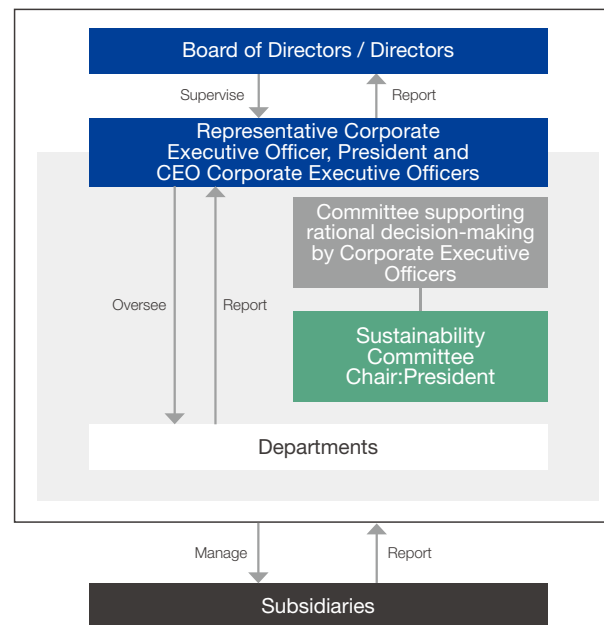 Board of Directors / Directors
Supervise
Report
Representative Corporate
Executive Officer, President and
CEO Corporate Executive Officers
Committee supporting
rational decision-making
by Corporate Executive
Officers
Oversee
Report
Sustainability
Committee
Chair:President
Departments
Manage
Report
Subsidiaries